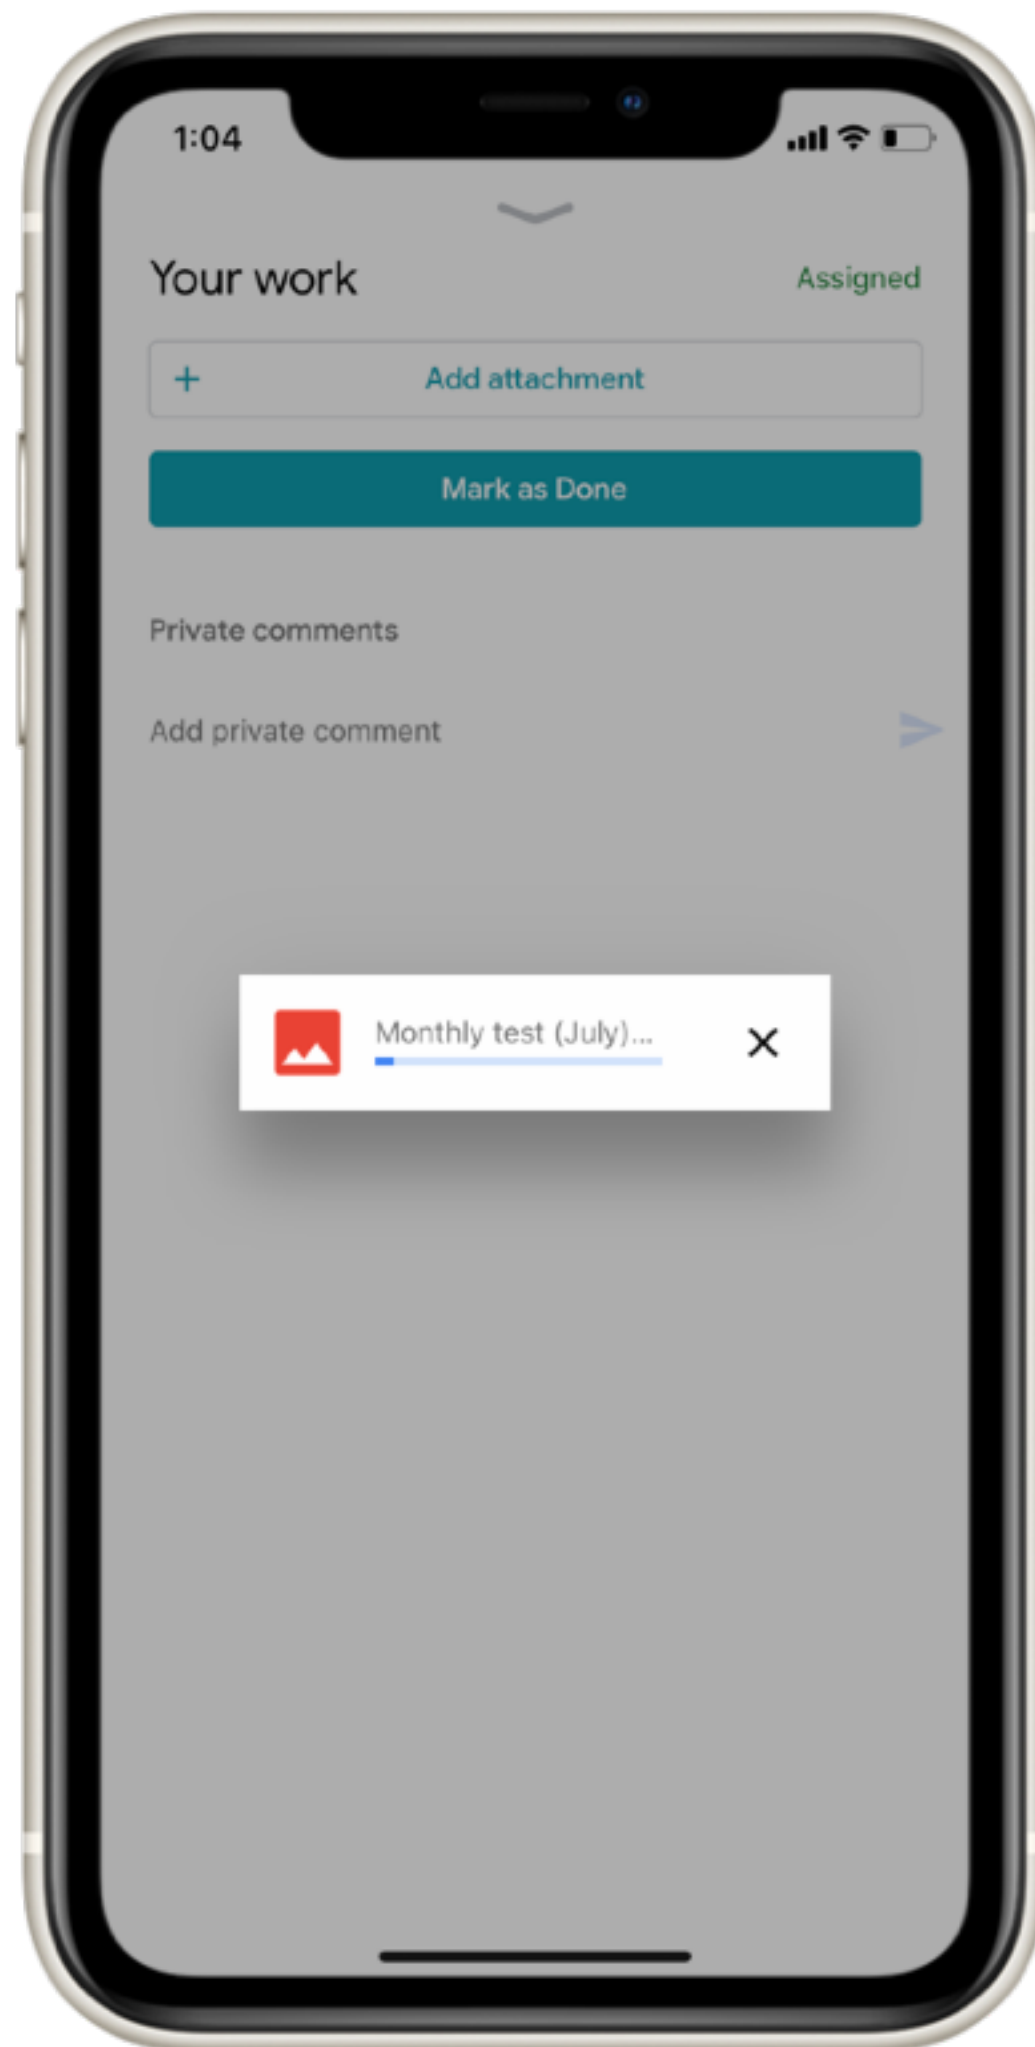 1:04
Your work
Assigned
+ Add attachment
Mark as Done
Private comments
Add private comment
Monthly test (July)...